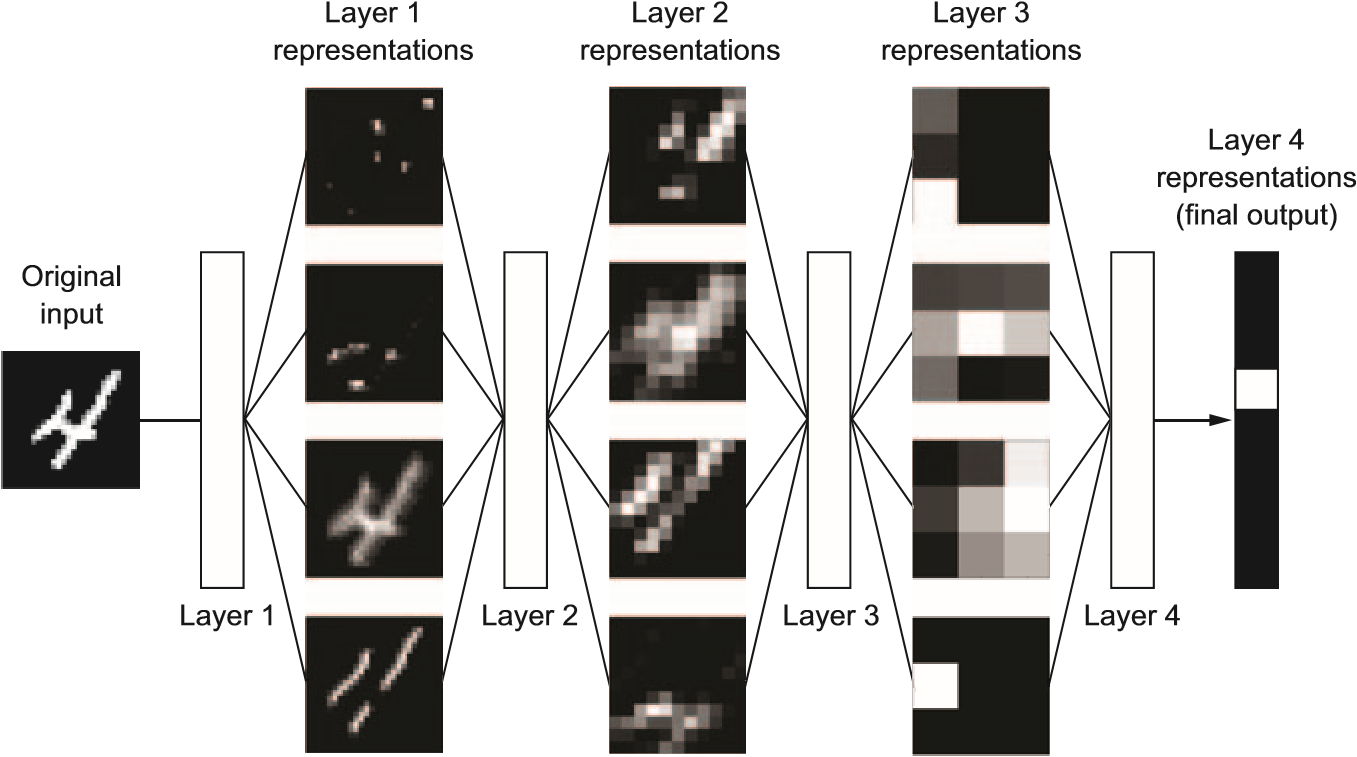 Layer 1
representations
Layer 2
representations
Layer 3
representations
Layer 4
representations
(final output)
Original
input
Layer 1
Layer 2
Layer 3
Layer 4